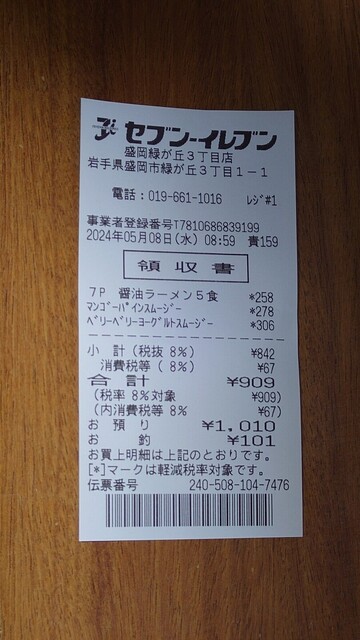 セブン-イレブン
盛岡緑が丘3丁目店
岩手県盛岡市緑が丘3丁目1-1
電話:019-661-1016 レジ#1
事業者登録番号T7810686839199
2024年05月08日(水) 08:59 責159
領収書
7P 醤油ラーメン5食 *258
マンゴーパインスムージー *278
ベリーベリーヨーグルトスムージー *306
小 計(税抜 8%) ¥842
消費税等( 8%) ¥67
合 計 ¥909
(税率 8%対象 ¥909)
(内消費税等 8% ¥67)
お 預 り ¥1,010
お 釣 ¥101
お買上明細は上記のとおりです。
[*]マークは軽減税率対象です。
伝票番号 240-508-104-7476